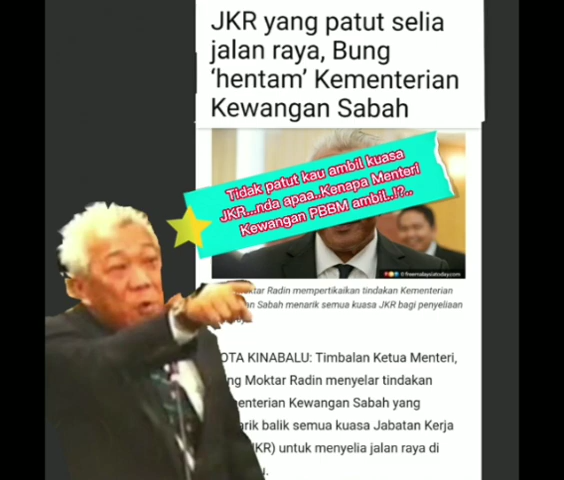 JKR yang patut selia
jalan raya, Bung
‘hentam’ Kementerian
Kewangan Sabah
Tidak patut kau ambil kuasa
JKR...nda apaa..Kenapa Menteri
Kewangan PBBM ambil..!?..
freemalaysiatoday.com
Moktar Radin mempertikaikan tindakan Kementerian
Sabah menarik semua kuasa JKR bagi penyeliaan
KOTA KINABALU: Timbalan Ketua Menteri,
Moktar Radin menyelar tindakan
Kewangan Sabah yang
balik semua kuasa Jabatan Kerja
untuk menyelia jalan raya di